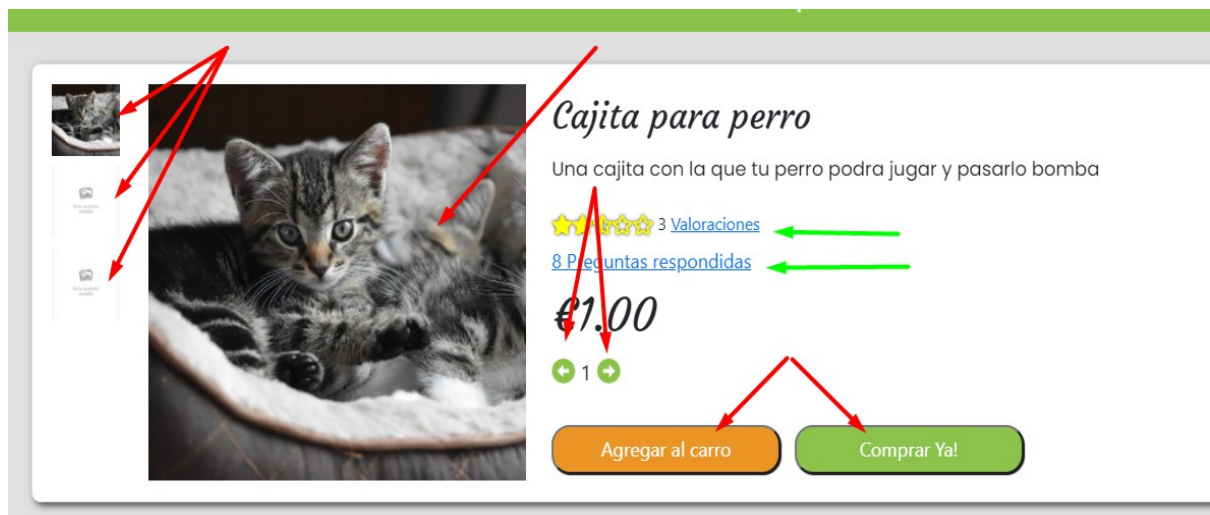 Cajita para perro
Una cajita con la que tu perro podra jugar y pasarlo bomba
3 Valoraciones
8 Preguntas respondidas
€1.00
1
Agregar al carro
Comprar Ya!